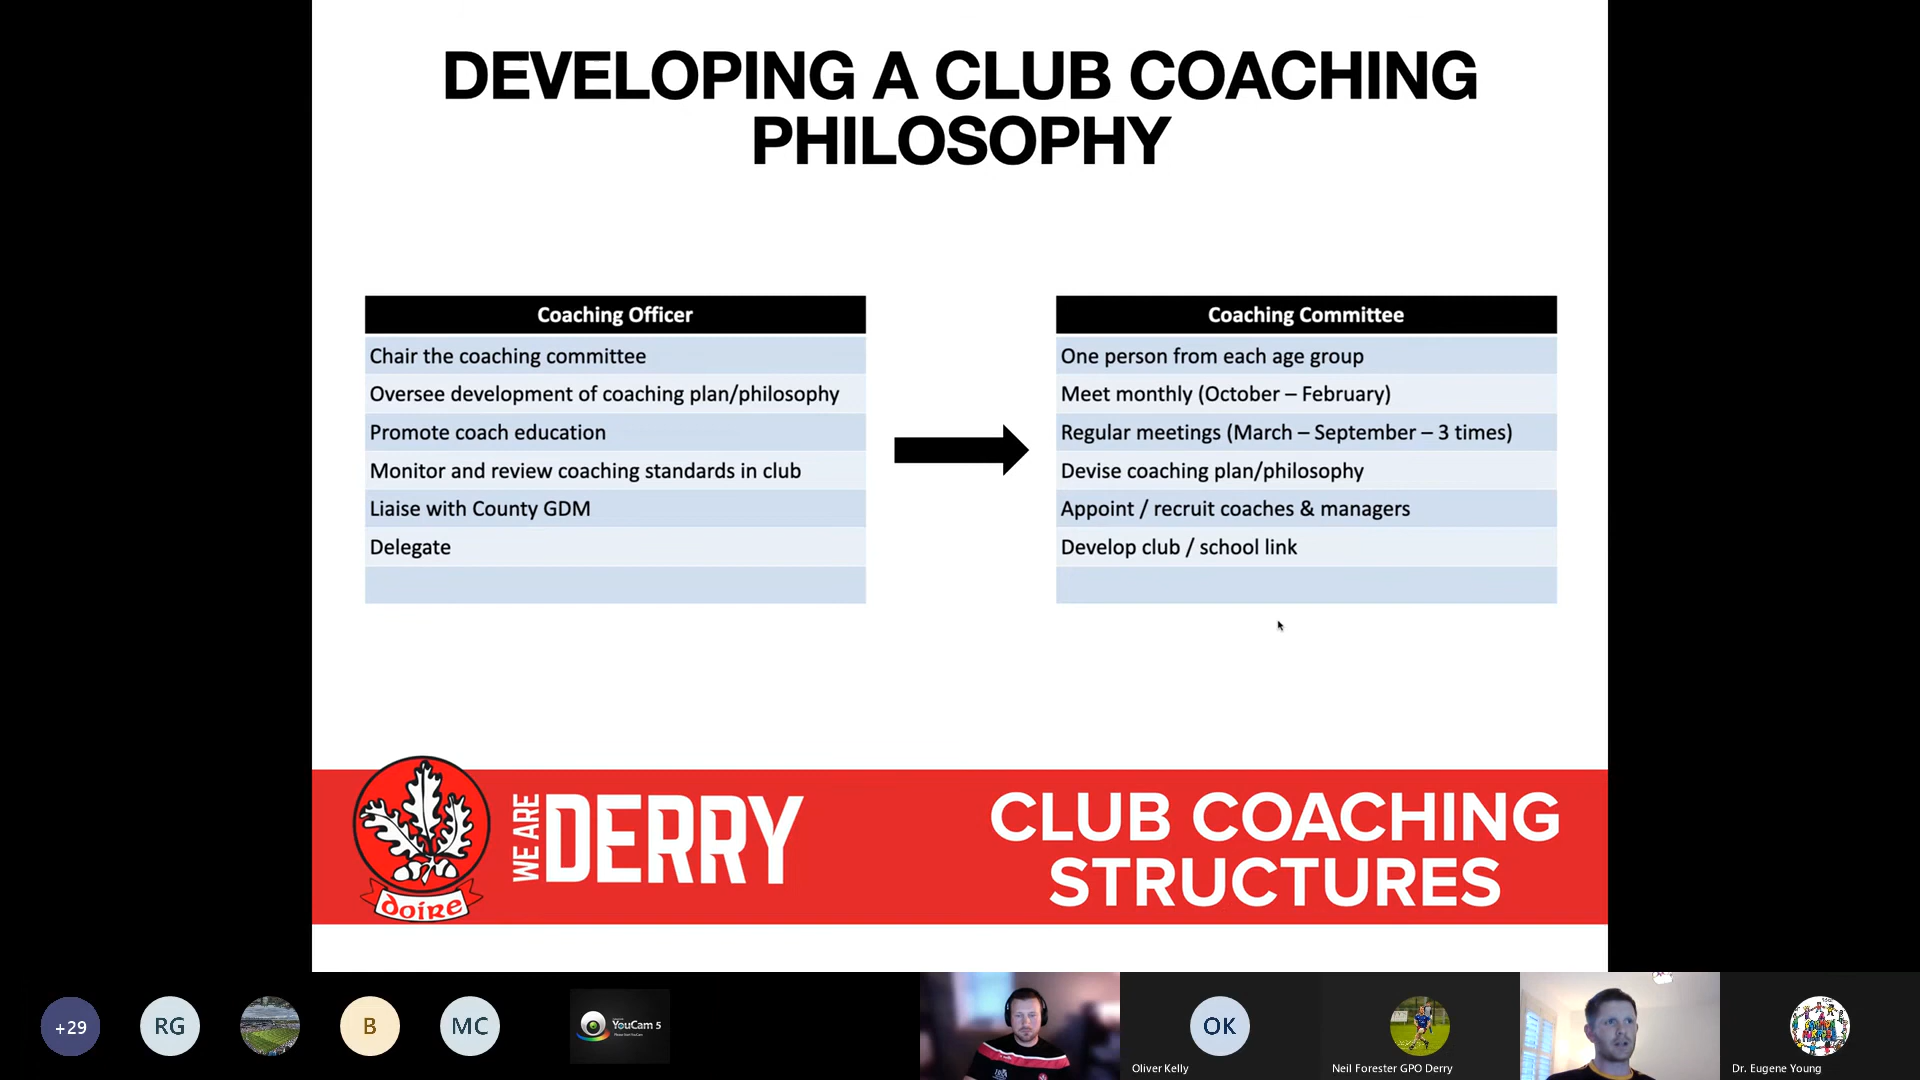 DEVELOPING A CLUB COACHING
PHILOSOPHY
Coaching Officer
Chair the coaching committee
Oversee development of coaching plan/philosophy
Promote coach education
Monitor and review coaching standards in club
Liaise with County GDM
Delegate
Coaching Committee
One person from each age group
Meet monthly (October – February)
Regular meetings (March – September – 3 times)
Devise coaching plan/philosophy
Appoint / recruit coaches & managers
Develop club / school link
doire
WE ARE
DERRY
CLUB COACHING
STRUCTURES
+29
RG
B
MC
YouCam 5
OK
Oliver Kelly
Neil Forester GPO Derry
Dr. Eugene Young